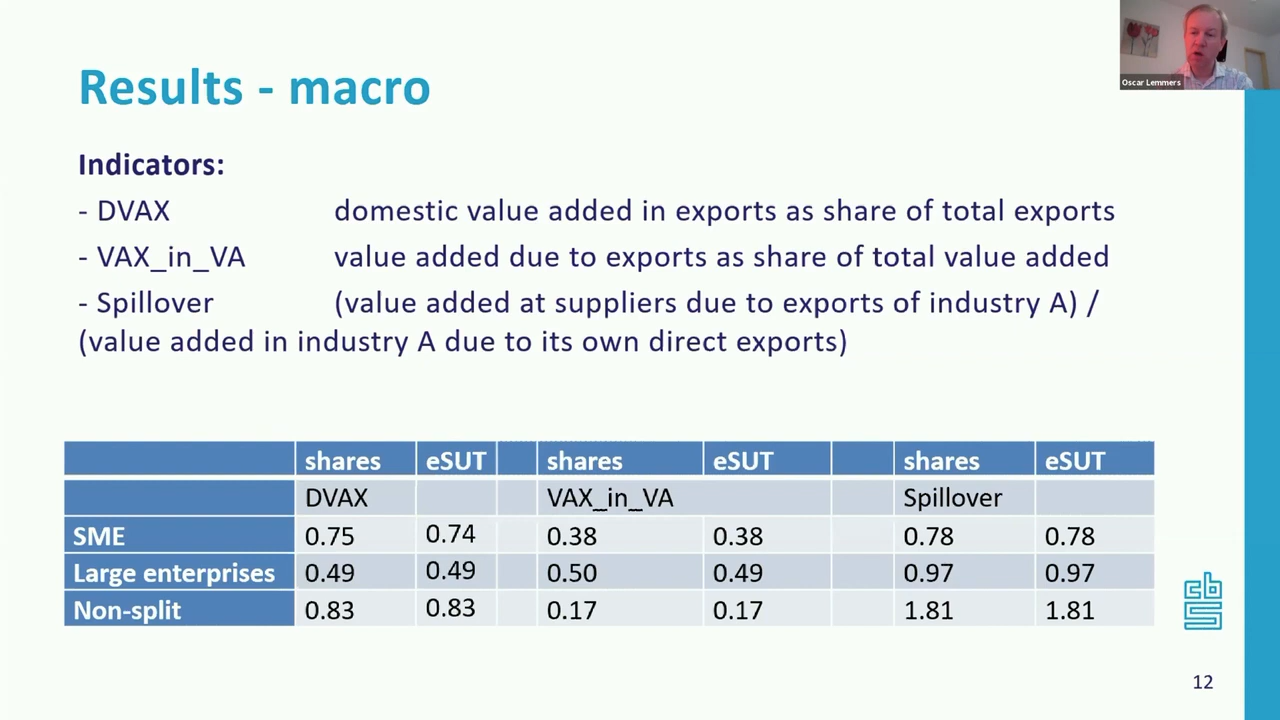 Results - macro
Oscar Lemmers
Indicators:
- DVAX domestic value added in exports as share of total exports
- VAX_in_VA value added due to exports as share of total value added
- Spillover (value added at suppliers due to exports of industry A) /
(value added in industry A due to its own direct exports)
shares eSUT shares eSUT shares eSUT
DVAX VAX_in_VA Spillover
SME 0.75 0.74 0.38 0.38 0.78 0.78
Large enterprises 0.49 0.49 0.50 0.49 0.97 0.97
Non-split 0.83 0.83 0.17 0.17 1.81 1.81
cbs
12